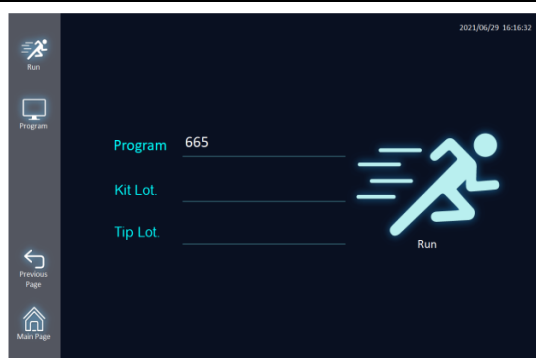 2021/06/29 16:16:32
Run
Program
Program 665
Kit Lot.
Tip Lot.
Run
Previous
Page
Main Page